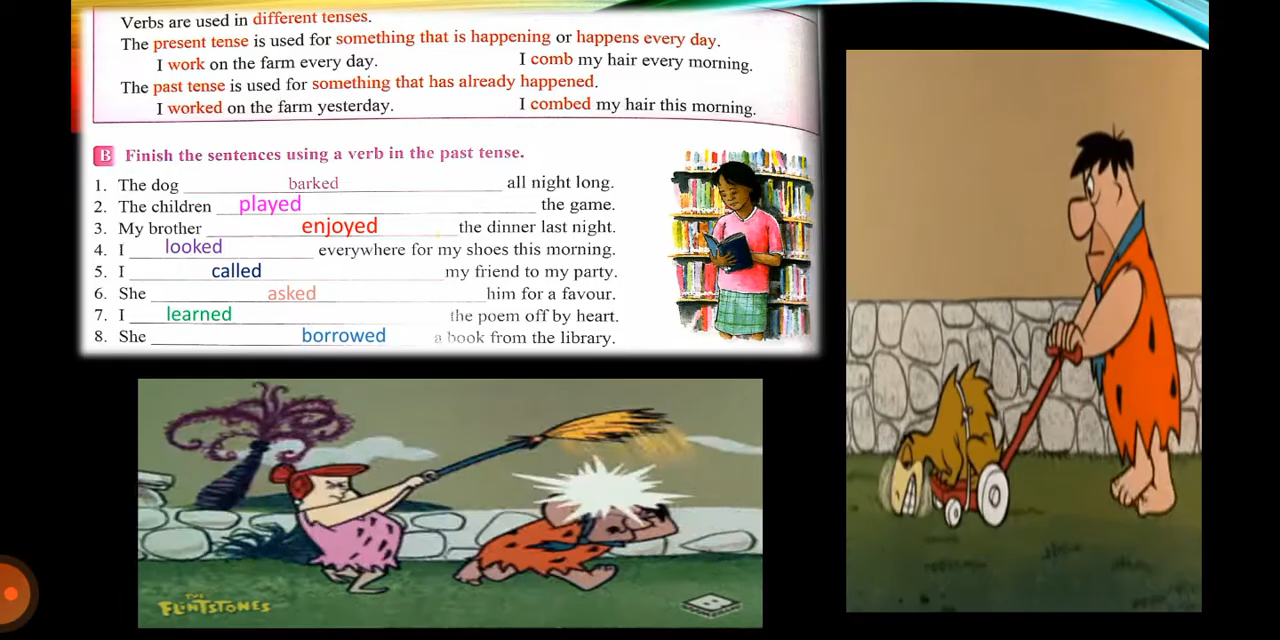 Verbs are used in different tenses.
The present tense is used for something that is happening or happens every day.
I work on the farm every day. I comb my hair every morning.
The past tense is used for something that has already happened.
I worked on the farm yesterday. I combed my hair this morning.
B Finish the sentences using a verb in the past tense.
1. The dog barked all night long.
2. The children played the game.
3. My brother enjoyed the dinner last night.
4. I looked everywhere for my shoes this morning.
5. I called my friend to my party.
6. She asked him for a favour.
7. I learned the poem off by heart.
8. She borrowed a book from the library.
THE
FLINTSTONES